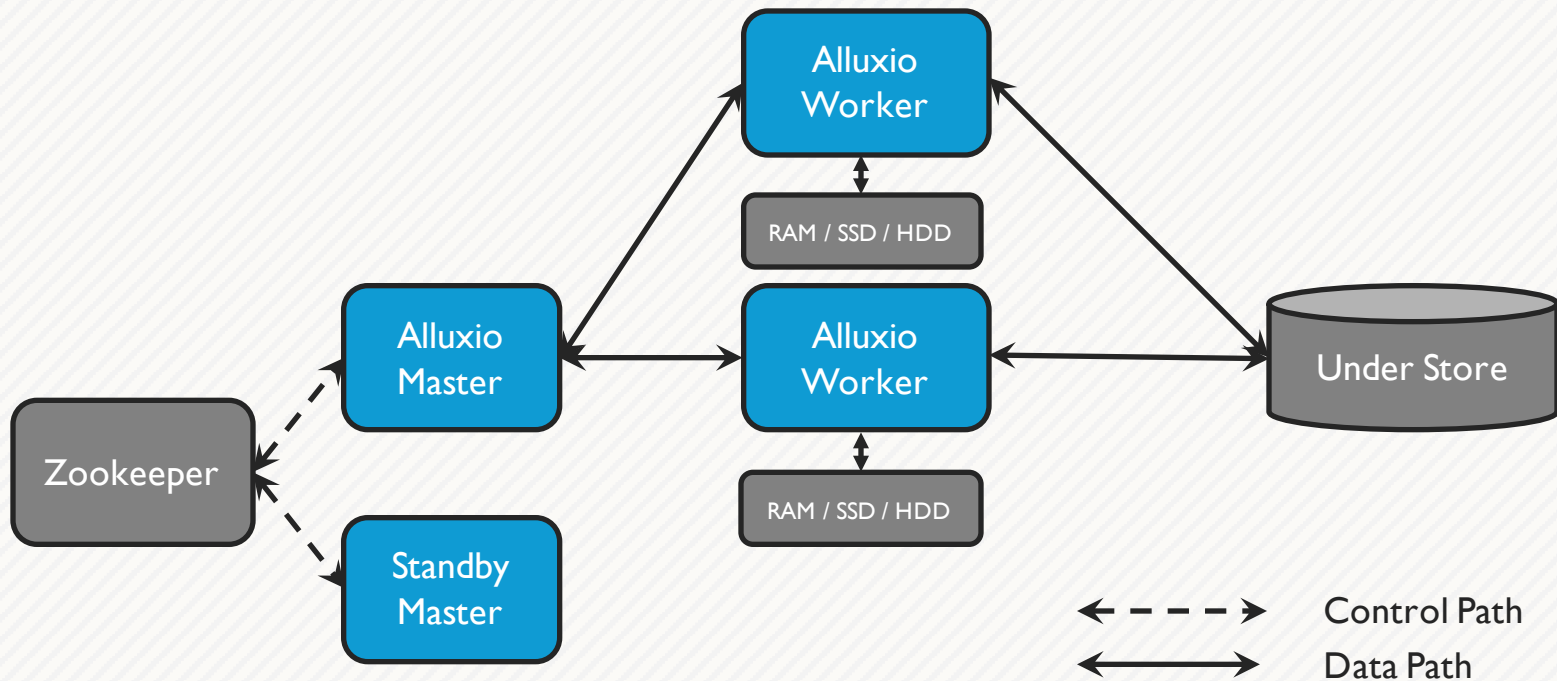 Alluxio
Worker
RAM / SSD / HDD
Alluxio
Master
Alluxio
Worker
Under Store
Zookeeper
RAM / SSD / HDD
Standby
Master
Control Path
Data Path